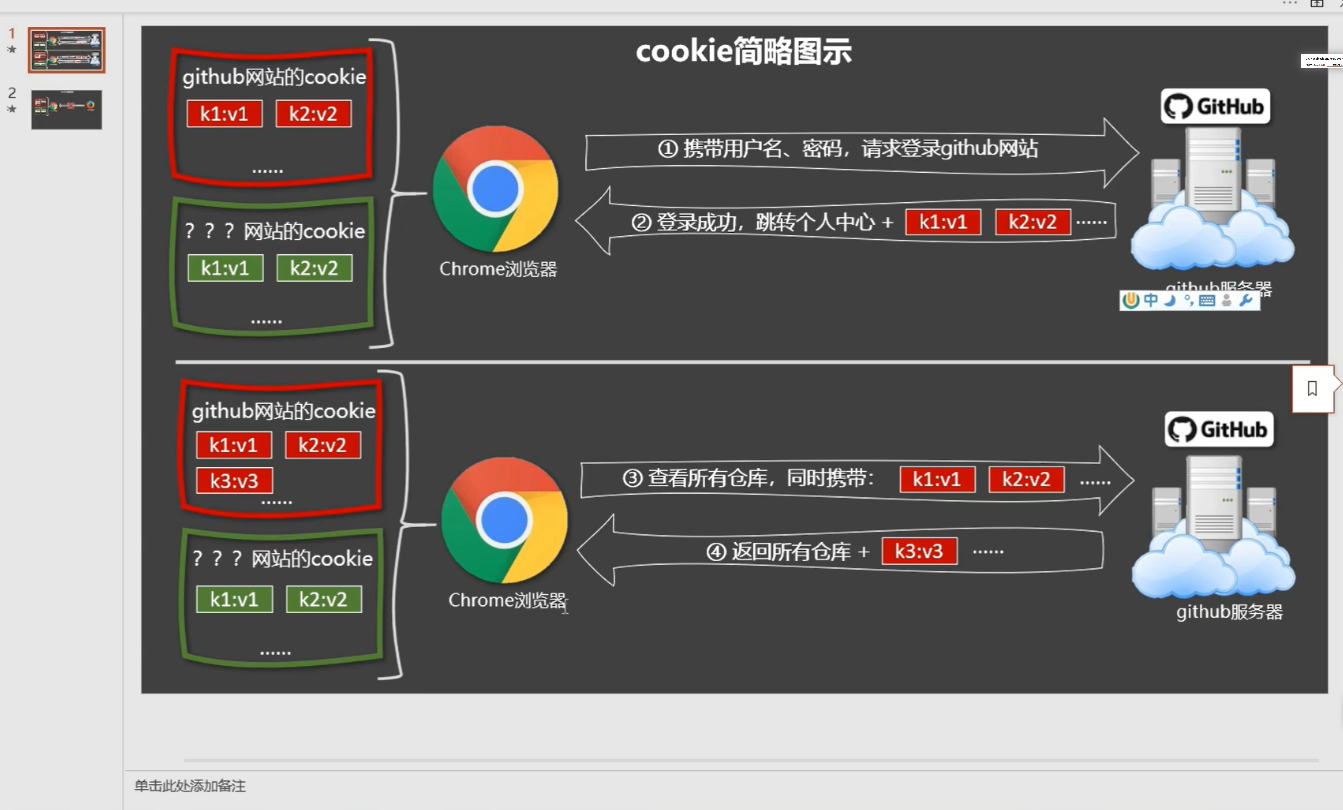 1
2
cookie简略图示
github网站的cookie
k1:v1 k2:v2
......
? ? ? 网站的cookie
k1:v1 k2:v2
......
Chrome浏览器
① 携带用户名、密码，请求登录github网站
② 登录成功，跳转个人中心 + k1:v1 k2:v2 ......
GitHub
github服务器
中
github网站的cookie
k1:v1 k2:v2
k3:v3
......
? ? ? 网站的cookie
k1:v1 k2:v2
......
Chrome浏览器
③ 查看所有仓库，同时携带： k1:v1 k2:v2 ......
④ 返回所有仓库 + k3:v3 ......
GitHub
github服务器
单击此处添加备注